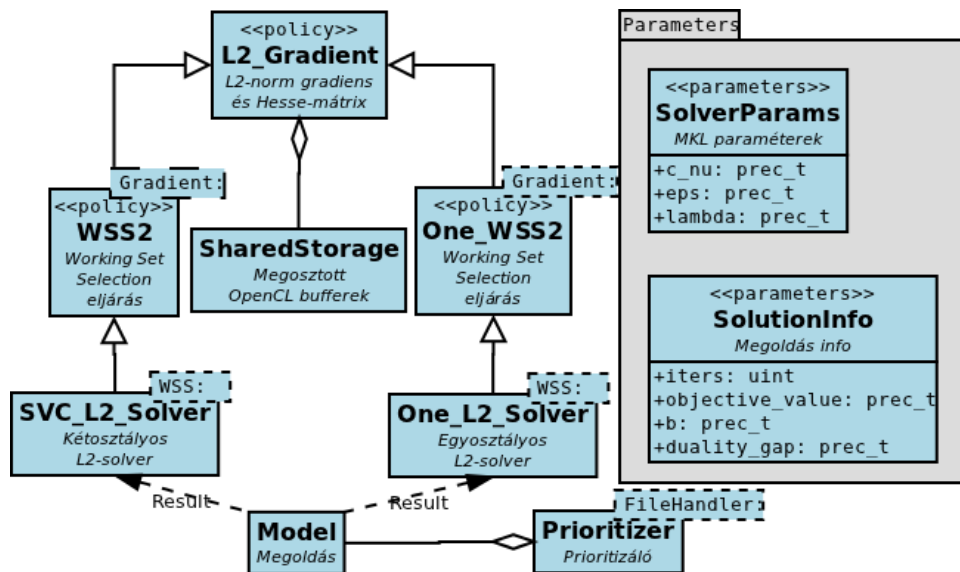 <<policy>>
L2_Gradient
L2-norm gradiens
és Hesse-mátrix
Gradient:
<<policy>>
WSS2
Working Set
Selection
eljárás
SharedStorage
Megosztott
OpenCL bufferek
Gradient:
<<policy>>
One_WSS2
Working Set
Selection
eljárás
WSS:
SVC_L2_Solver
Kétosztályos
L2-solver
WSS:
One_L2_Solver
Egyosztályos
L2-solver
Result
Result
Model
Megoldás
FileHandler:
Prioritizer
Prioritizáló
Parameters
<<parameters>>
SolverParams
MKL paraméterek
+c_nu: prec_t
+eps: prec_t
+lambda: prec_t
<<parameters>>
SolutionInfo
Megoldás info
+iters: uint
+objective_value: prec_t
+b: prec_t
+duality_gap: prec_t